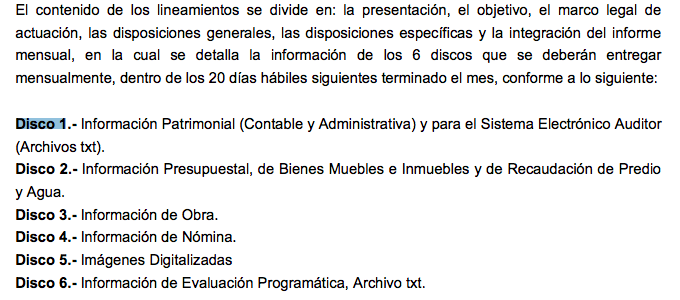 El contenido de los lineamientos se divide en: la presentación, el objetivo, el marco legal de
actuación, las disposiciones generales, las disposiciones específicas y la integración del informe
mensual, en la cual se detalla la información de los 6 discos que se deberán entregar
mensualmente, dentro de los 20 días hábiles siguientes terminado el mes, conforme a lo siguiente:
Disco 1.- Información Patrimonial (Contable y Administrativa) y para el Sistema Electrónico Auditor
(Archivos txt).
Disco 2.- Información Presupuestal, de Bienes Muebles e Inmuebles y de Recaudación de Predio
y Agua.
Disco 3.- Información de Obra.
Disco 4.- Información de Nómina.
Disco 5.- Imágenes Digitalizadas
Disco 6.- Información de Evaluación Programática, Archivo txt.